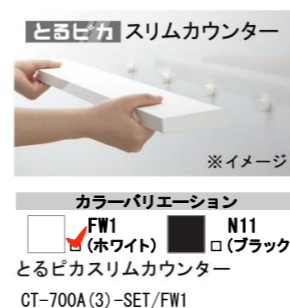 とるピカ スリムカウンター
※イメージ
カラーバリエーション
FW1
□(ホワイト)
N11
□(ブラック
とるピカスリムカウンター
CT-700A(3)-SET/FW1